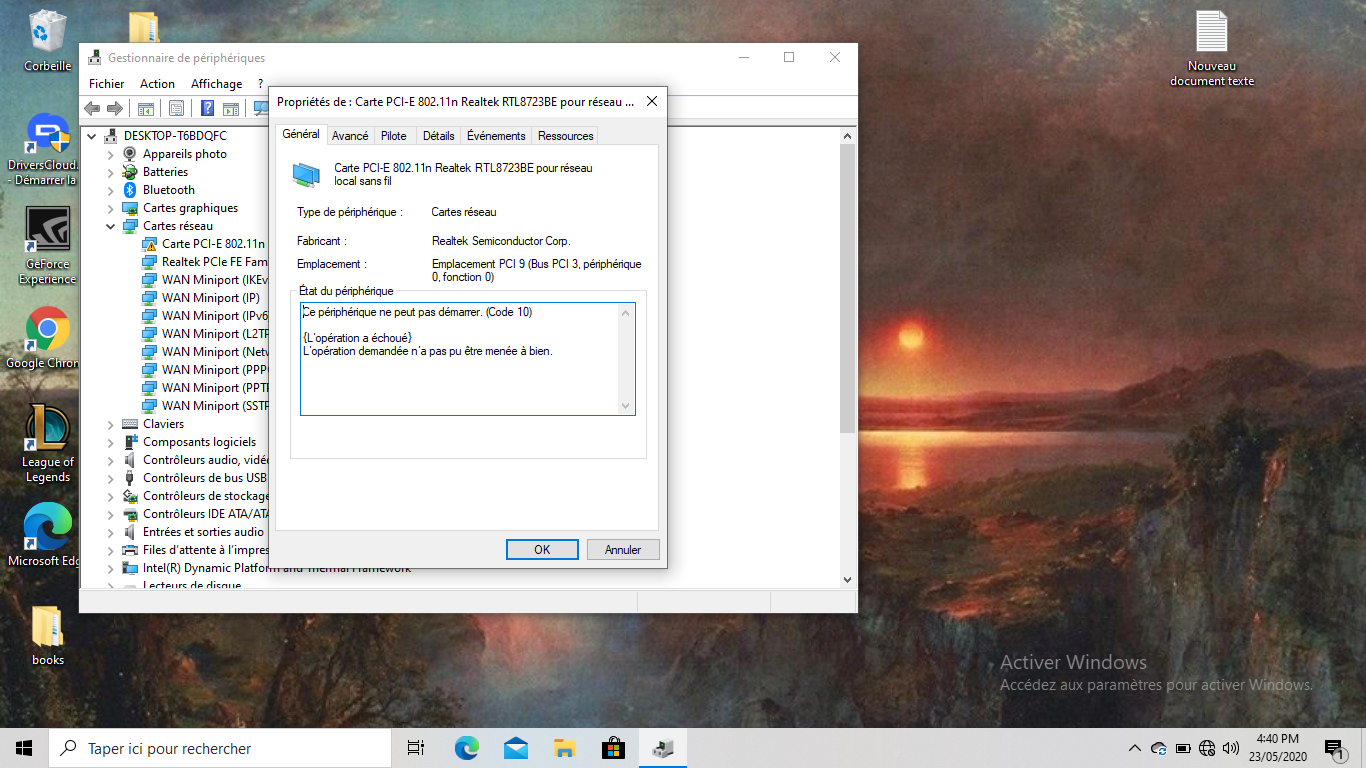 Corbeille
Nouveau
document texte
DriversCloud.
- Démarrer la
GeForce
Experience
Google Chron
League of
Legends
Microsoft Edg
books
Gestionnaire de périphériques
Fichier Action Affichage ?
DESKTOP-T6BDQFC
Appareils photo
Batteries
Bluetooth
Cartes graphiques
Cartes réseau
Carte PCI-E 802.11n
Realtek PCIe FE Fam
WAN Miniport (IKEv
WAN Miniport (IP)
WAN Miniport (IPv6
WAN Miniport (L2TP
WAN Miniport (Netw
WAN Miniport (PPPo
WAN Miniport (PPTP
WAN Miniport (SSTP
Claviers
Composants logiciels
Contrôleurs audio, vidéo
Contrôleurs de bus USB
Contrôleurs de stockage
Contrôleurs IDE ATA/ATA
Entrées et sorties audio
Files d'attente à l'impres
Intel(R) Dynamic Platform and Thermal Framework
Lecteurs de disque
Propriétés de : Carte PCI-E 802.11n Realtek RTL8723BE pour réseau ...
Général Avancé Pilote Détails Événements Ressources
Carte PCI-E 802.11n Realtek RTL8723BE pour réseau
local sans fil
Type de périphérique : Cartes réseau
Fabricant : Realtek Semiconductor Corp.
Emplacement : Emplacement PCI 9 (Bus PCI 3, périphérique
0, fonction 0)
État du périphérique
Ce périphérique ne peut pas démarrer. (Code 10)
{L'opération a échoué}
L'opération demandée n'a pas pu être menée à bien.
OK Annuler
Activer Windows
Accédez aux paramètres pour activer Windows.
Taper ici pour rechercher
4:40 PM
23/05/2020
1